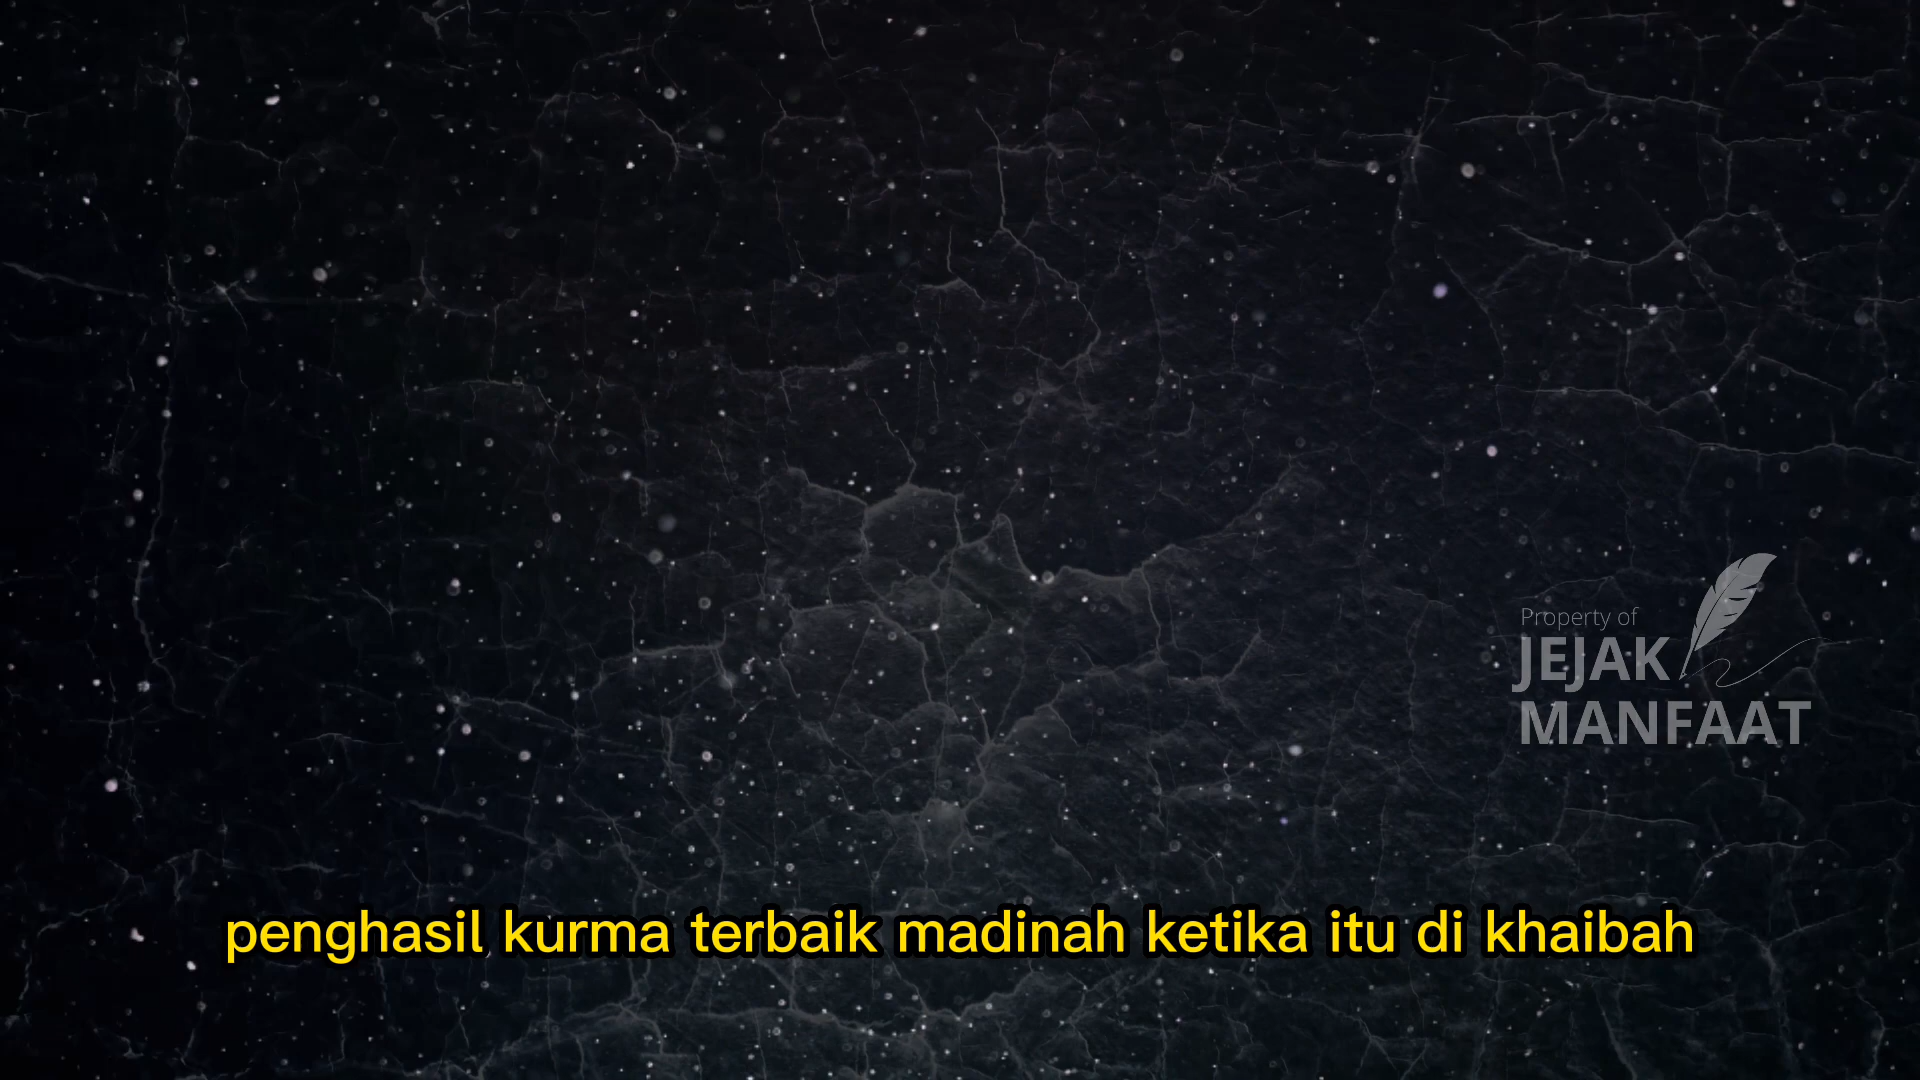 Property of
JEJAK
MANFAAT
penghasil kurma terbaik madinah ketika itu di khaibah